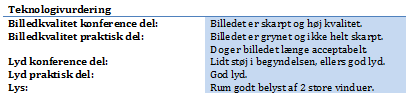 Teknologivurdering
Billedkvalitet konference del: Billedet er skarpt og høj kvalitet.
Billedkvalitet praktisk del: Billedet er grynet og ikke helt skarpt.
Dog er billedet længe acceptabelt.
Lyd konference del: Lidt støj i begyndelsen, ellers god lyd.
Lyd praktisk del: God lyd.
Lys: Rum godt belyst af 2 store vinduer.